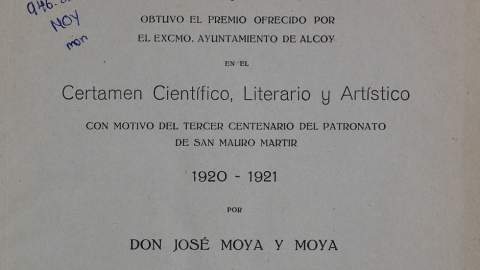 946.
MOY
mon
OBTUVO EL PREMIO OFRECIDO POR
EL EXCMO. AYUNTAMIENTO DE ALCOY
EN EL
Certamen Científico, Literario y Artístico
CON MOTIVO DEL TERCER CENTENARIO DEL PATRONATO
DE SAN MAURO MARTIR
1920 - 1921
POR
DON JOSÉ MOYA Y MOYA